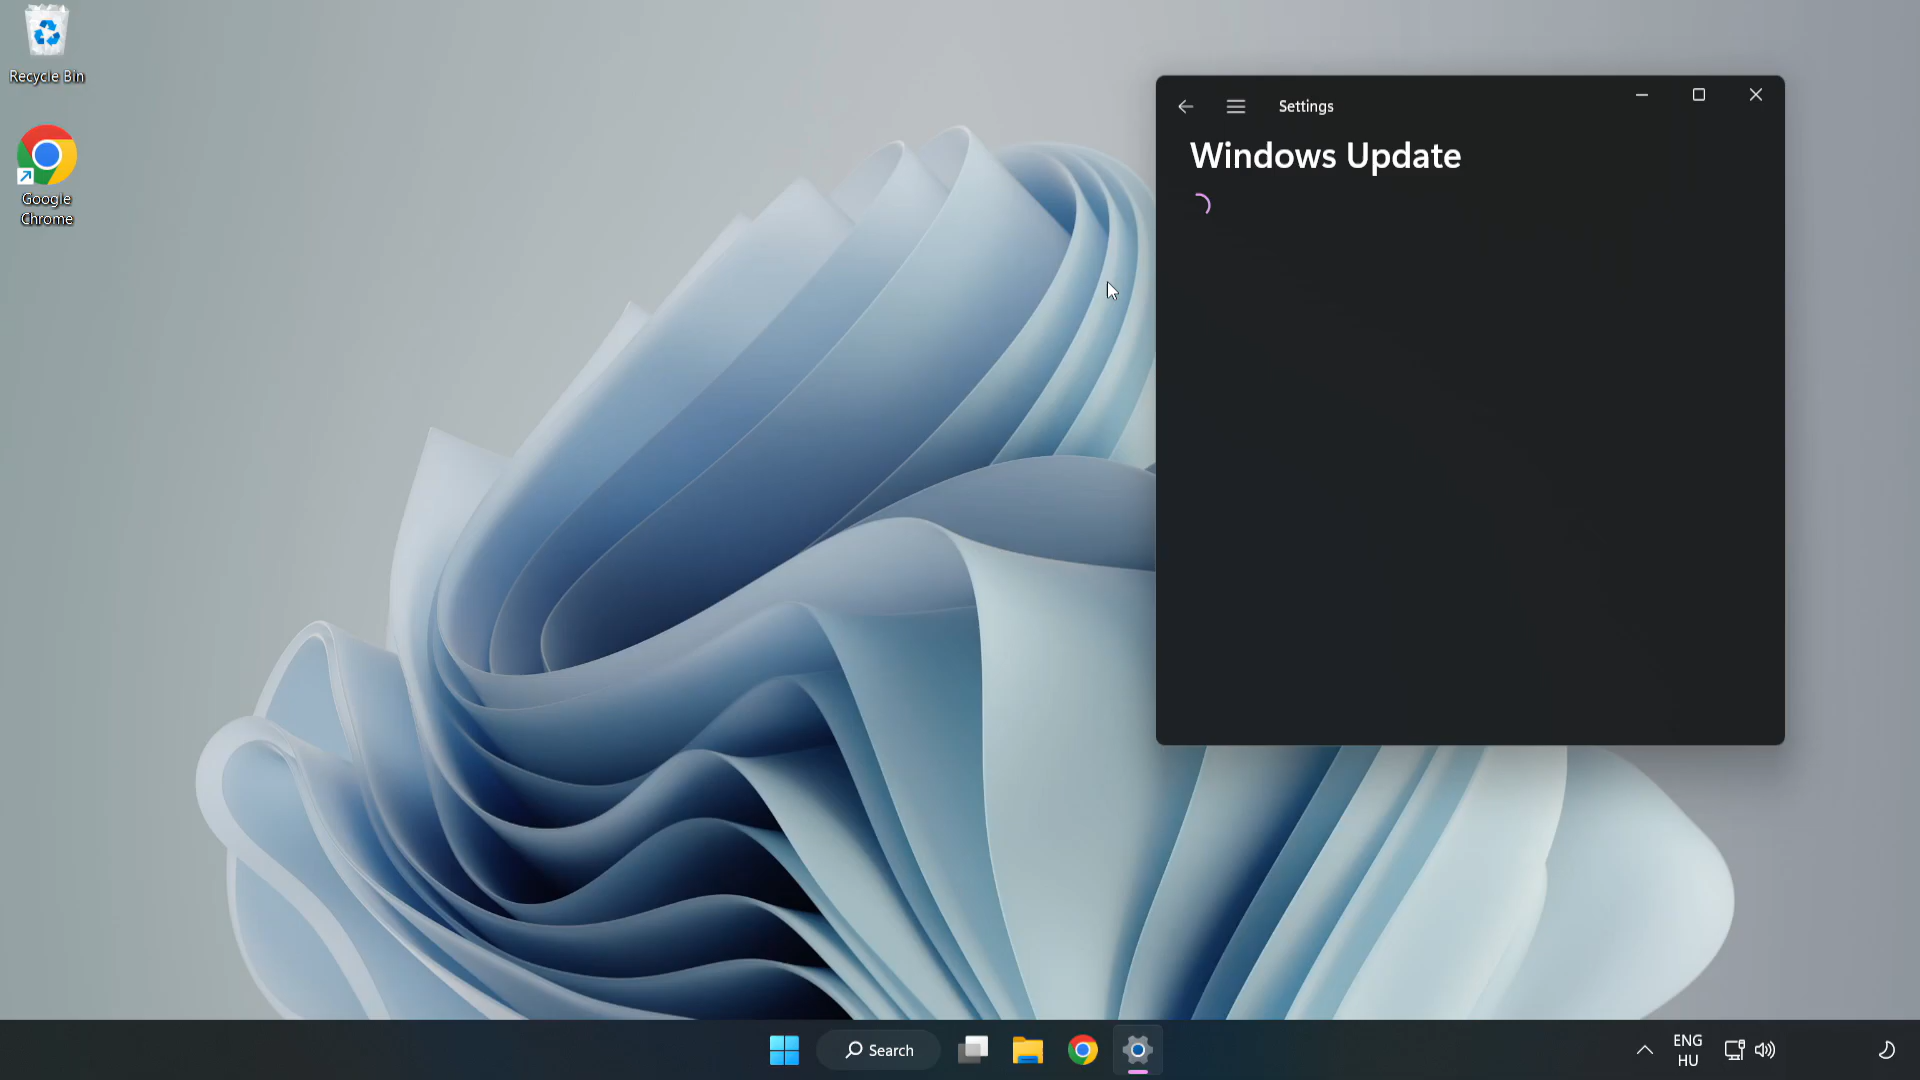 Recycle Bin
Google
Chrome
Settings
Windows Update
Search
ENG
HU